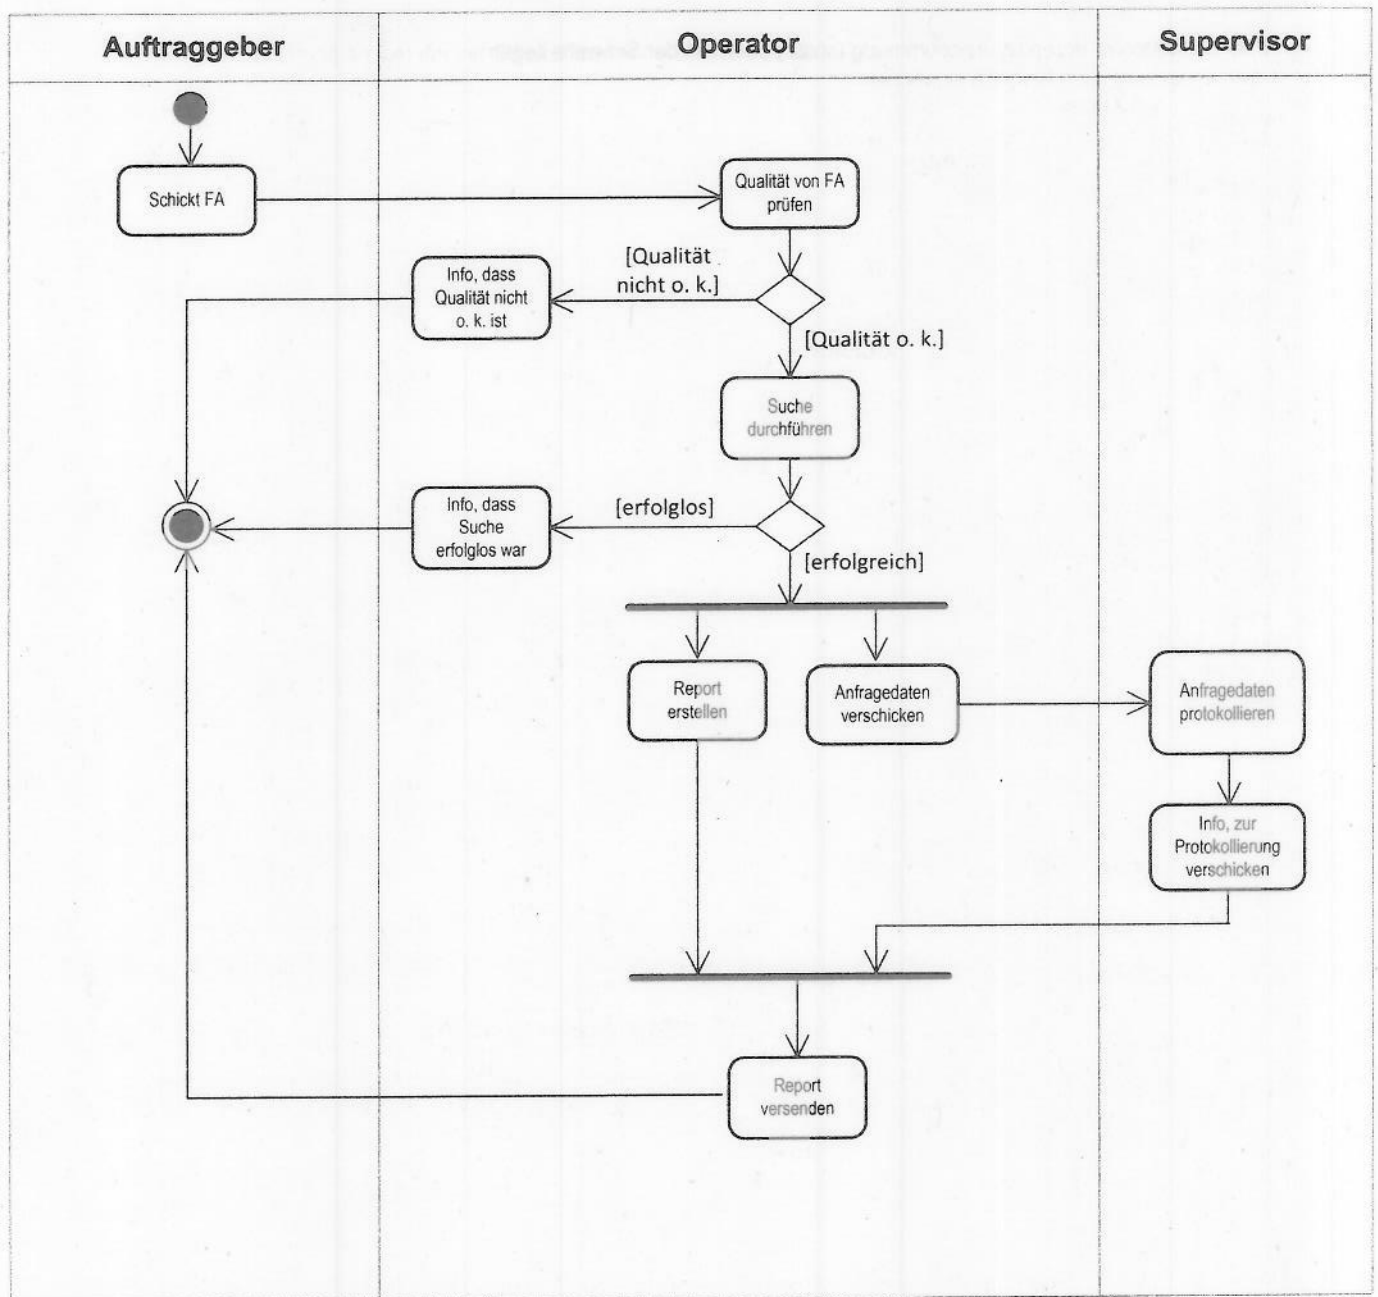 Auftraggeber
Operator
Supervisor
Schickt FA
Qualität von FA
prüfen
[Qualität
nicht o. k.]
Info, dass
Qualität nicht
o. k. ist
[Qualität o. k.]
Suche
durchführen
[erfolglos]
Info, dass
Suche
erfolglos war
[erfolgreich]
Report
erstellen
Anfragedaten
verschicken
Anfragedaten
protokollieren
Info, zur
Protokollierung
verschicken
Report
versenden